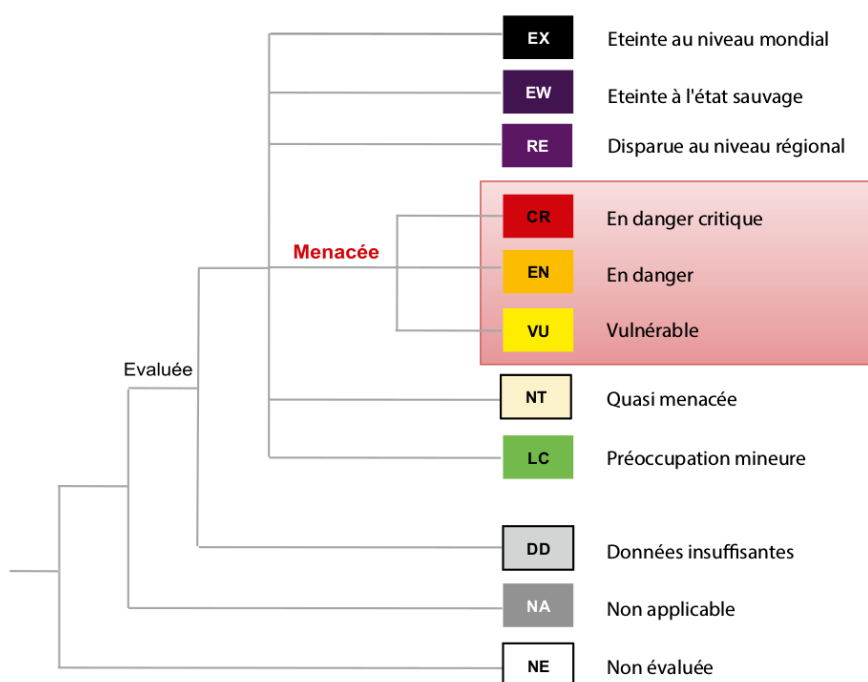 EX Eteinte au niveau mondial
EW Eteinte à l'état sauvage
RE Disparue au niveau régional
CR En danger critique
Menacée
EN En danger
VU Vulnérable
Evaluée
NT Quasi menacée
LC Préoccupation mineure
DD Données insuffisantes
NA Non applicable
NE Non évaluée